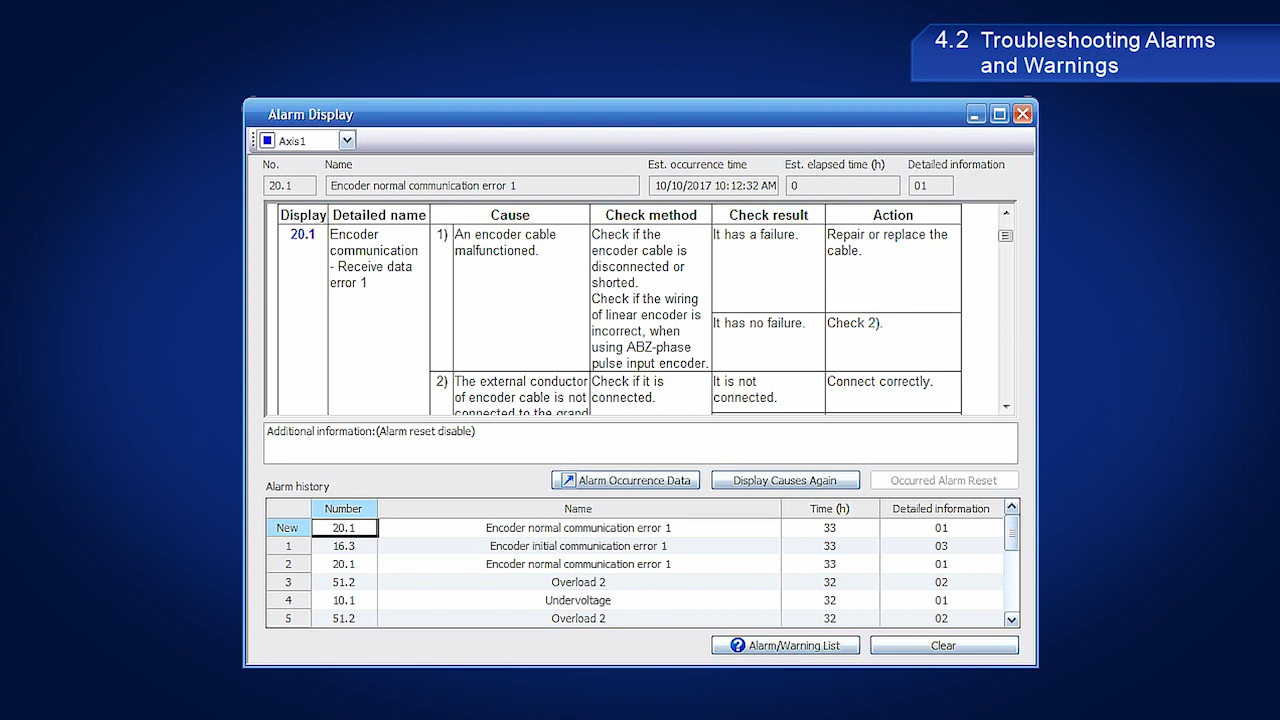 4.2 Troubleshooting Alarms
and Warnings
Alarm Display
Axis1
No. Name Est. occurrence time Est. elapsed time (h) Detailed information
20.1 Encoder normal communication error 1 10/10/2017 10:12:32 AM 0 01
Display Detailed name Cause Check method Check result Action
20.1 Encoder 1) An encoder cable Check if the It has a failure. Repair or replace the
communication malfunctioned. encoder cable is cable.
- Receive data disconnected or
error 1 shorted.
Check if the wiring
of linear encoder is It has no failure. Check 2).
incorrect, when
using ABZ-phase
pulse input encoder.
2) The external conductor Check if it is It is not Connect correctly.
of encoder cable is not connected. connected.
connected to the grand
Additional information:(Alarm reset disable)
Alarm Occurrence Data Display Causes Again Occurred Alarm Reset
Alarm history
Number Name Time (h) Detailed information
New 20.1 Encoder normal communication error 1 33 01
1 16.3 Encoder initial communication error 1 33 03
2 20.1 Encoder normal communication error 1 33 01
3 51.2 Overload 2 32 02
4 10.1 Undervoltage 32 01
5 51.2 Overload 2 32 02
Alarm/Warning List Clear